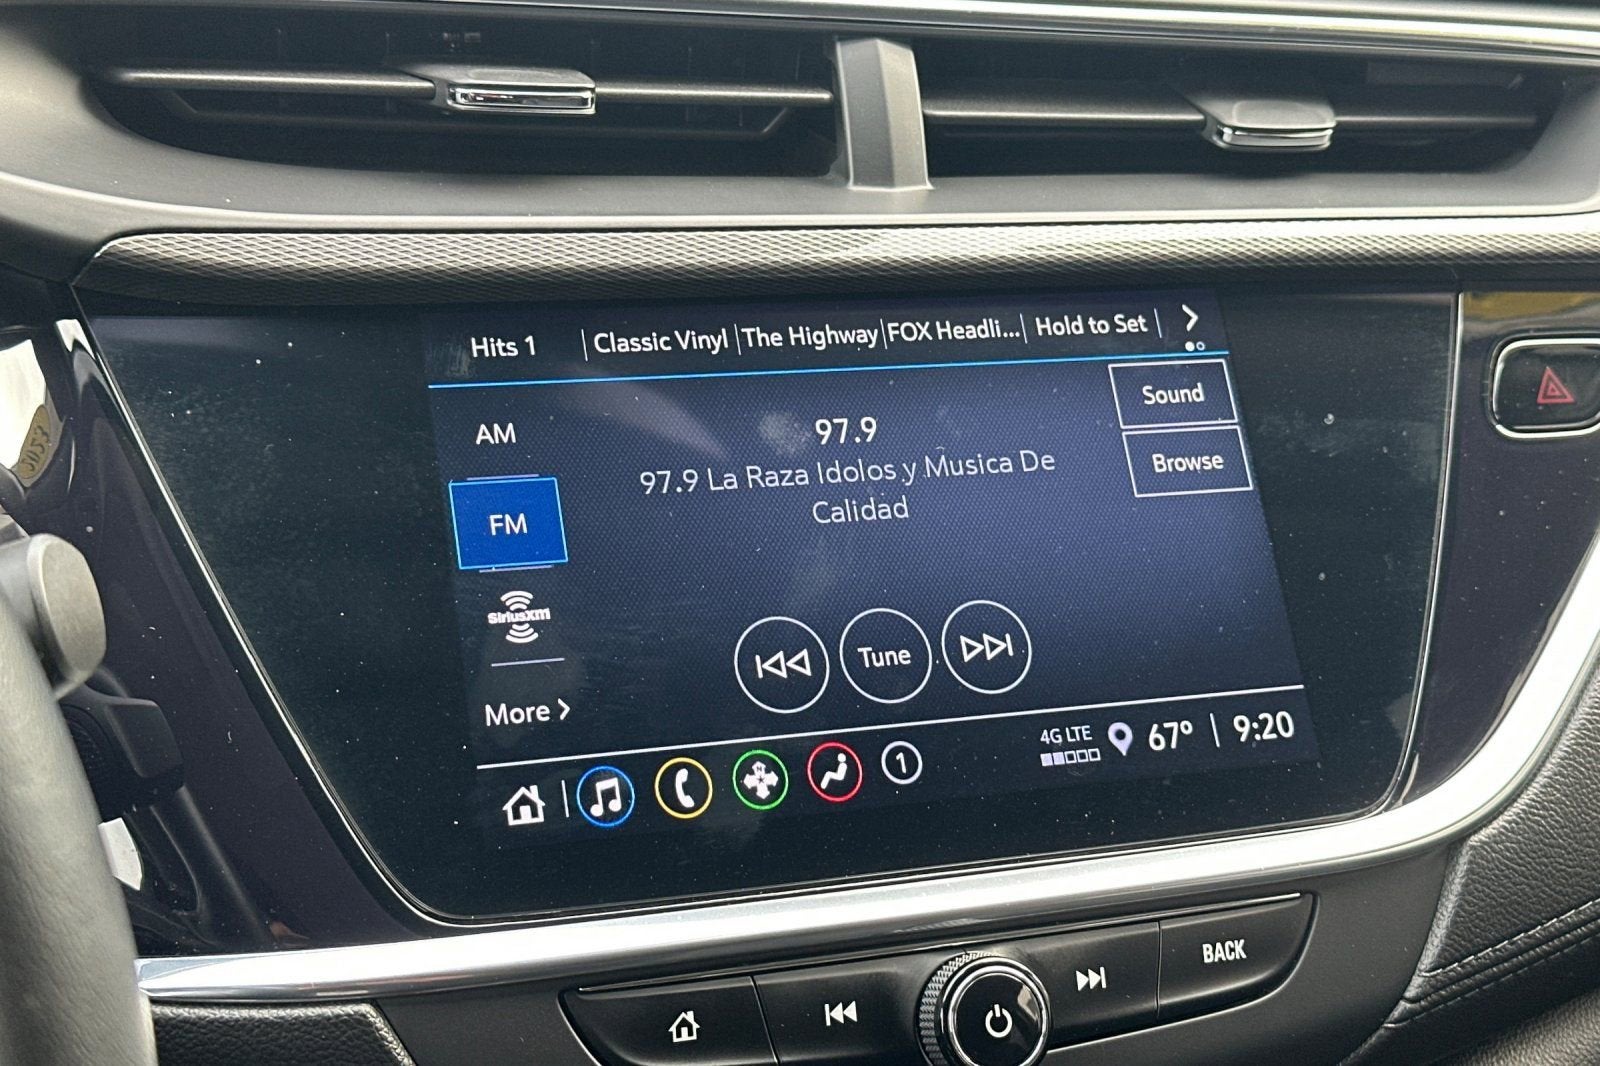 Hits 1
Classic Vinyl
The Highway
FOX Headli...
Hold to Set
AM
97.9
Sound
97.9 La Raza Idolos y Musica De
Calidad
Browse
FM
SiriusXM
Tune
More
4G LTE
67°
9:20
1
BACK